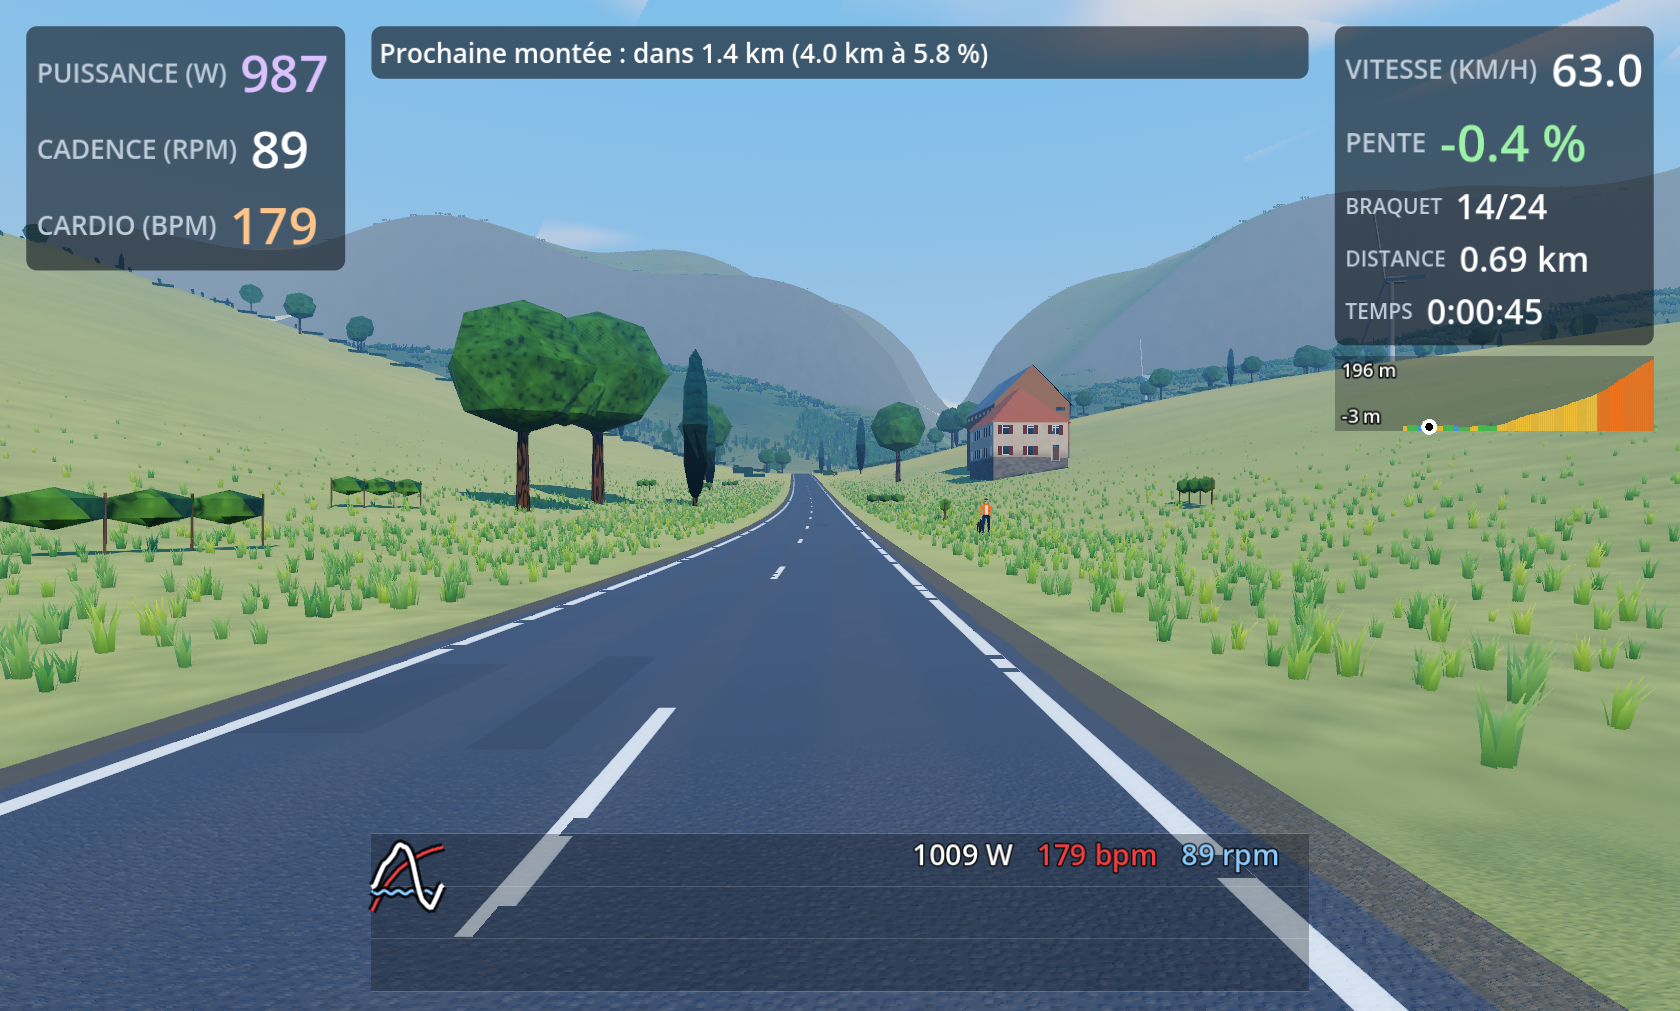 PUISSANCE (W) 987
CADENCE (RPM) 89
CARDIO (BPM) 179
Prochaine montée : dans 1.4 km (4.0 km à 5.8 %)
VITESSE (KM/H) 63.0
PENTE -0.4 %
BRAQUET 14/24
DISTANCE 0.69 km
TEMPS 0:00:45
196 m
-3 m
1009 W 179 bpm 89 rpm